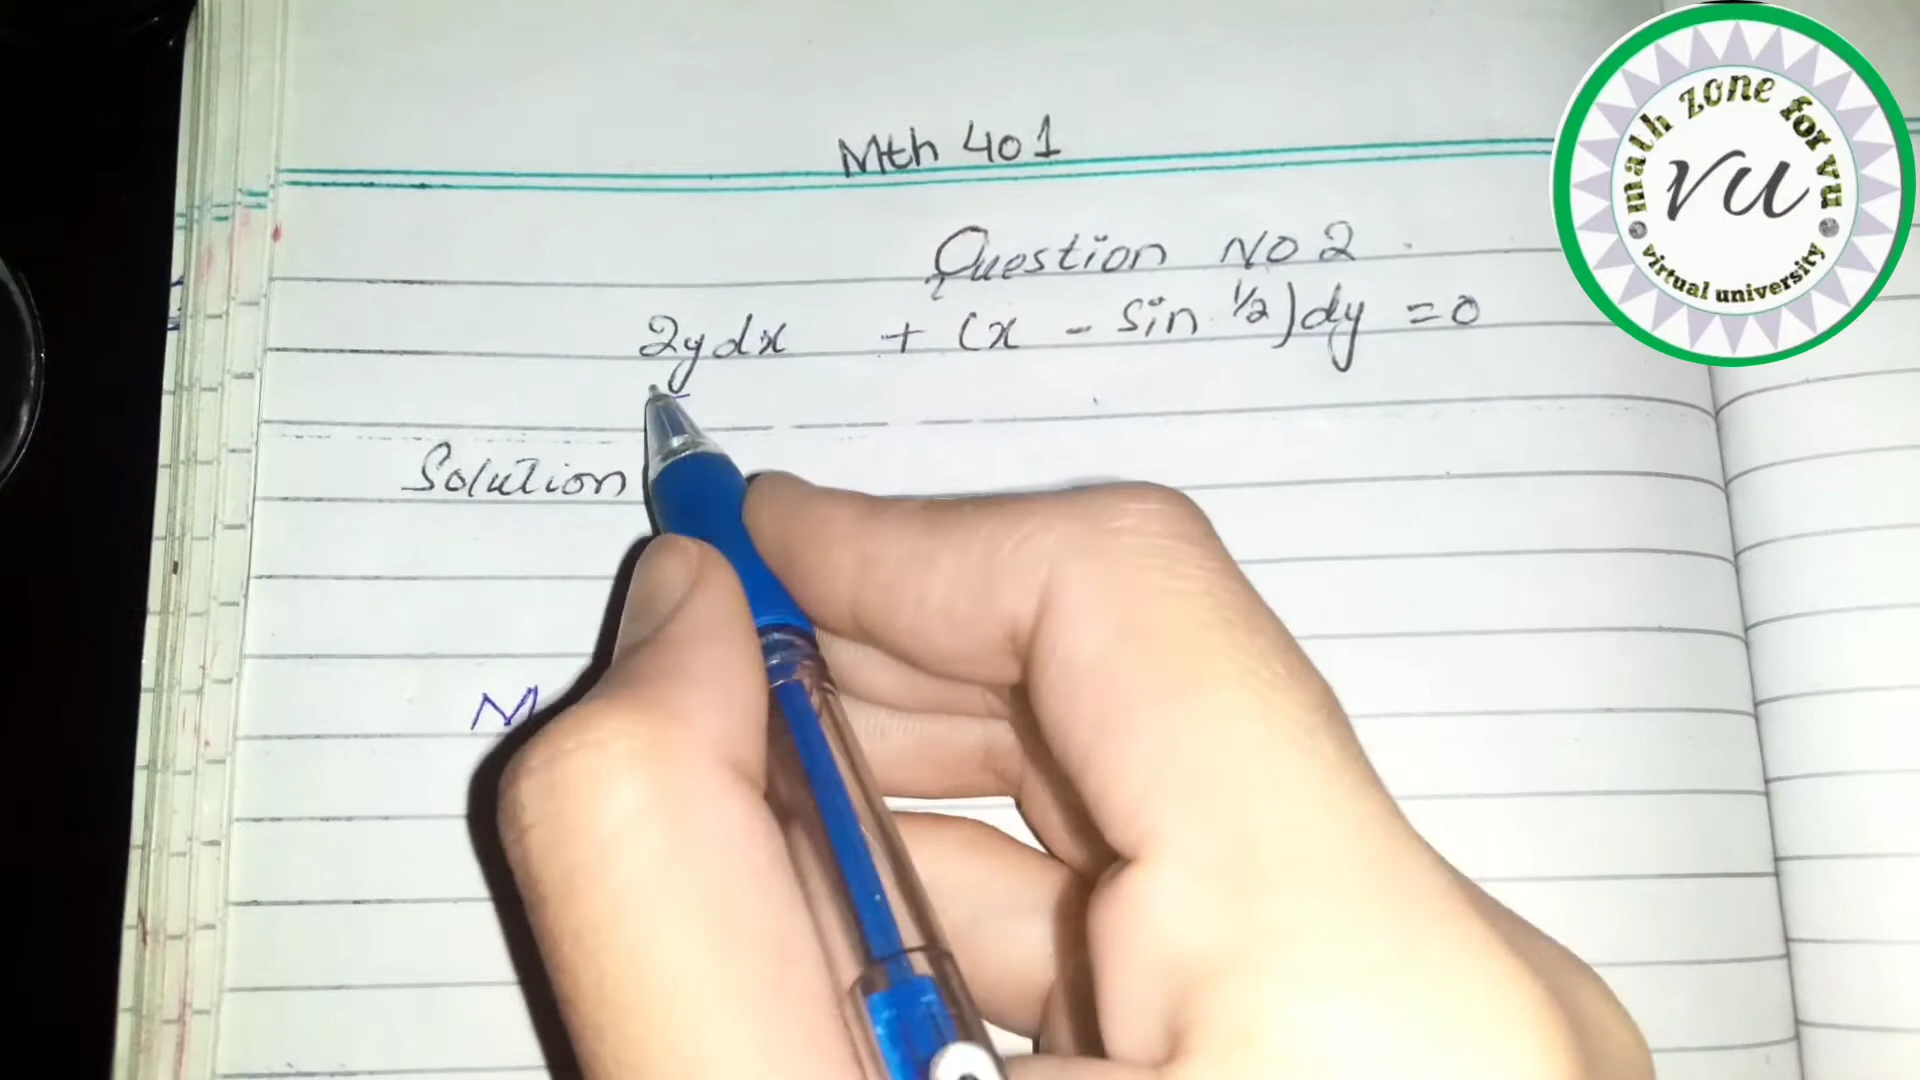 Mth 401
Question NO 2
2ydx + (x - sin 1/2)dy = 0
Solution
M
math zone for vu
vu
virtual university